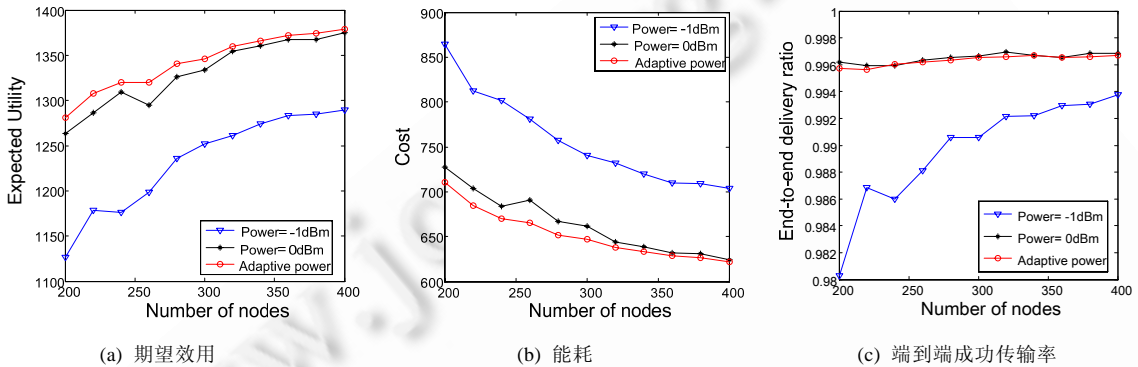 1400
1350
1300
1250
1200
1150
1100
200
250
300
350
400
Expected Utility
Number of nodes
Power= -1dBm
Power= 0dBm
Adaptive power
(a) 期望效用
900
850
800
750
700
650
600
200
250
300
350
400
Cost
Number of nodes
Power= -1dBm
Power= 0dBm
Adaptive power
(b) 能耗
1
0.998
0.996
0.994
0.992
0.99
0.988
0.986
0.984
0.982
0.98
200
250
300
350
400
End-to-end delivery ratio
Number of nodes
Power= -1dBm
Power= 0dBm
Adaptive power
(c) 端到端成功传输率